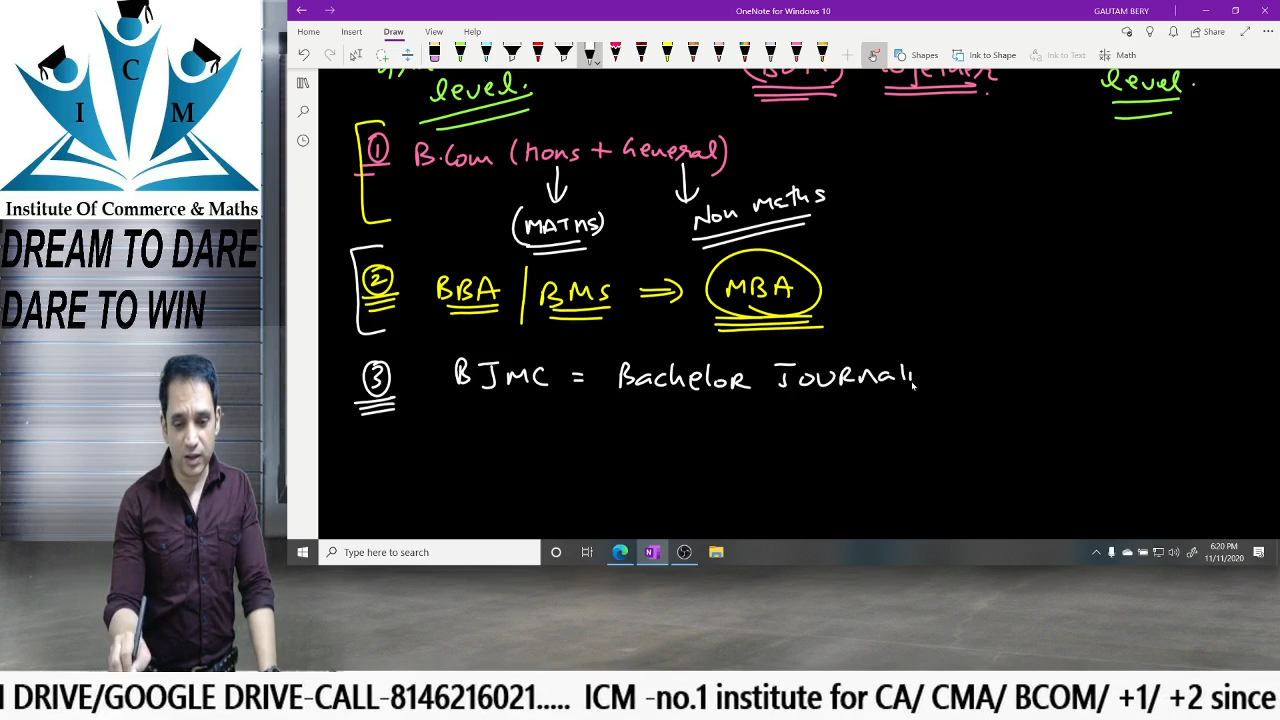 C
I M
Institute Of Commerce & Maths
DREAM TO DARE
DARE TO WIN
OneNote for Windows 10
GAUTAM BERY
Home Insert Draw View Help
Share
Shapes Ink to Shape Ink to Text Math
level.
level.
① B.Com (Hons + General)
(MATHS) Non maths
② BBA | BMS ⇒ MBA
③ BJMC = Bachelor JOURNALI
Type here to search
6:20 PM
11/11/2020
DRIVE/GOOGLE DRIVE-CALL-8146216021..... ICM -no.1 institute for CA/ CMA/ BCOM/ +1/ +2 since